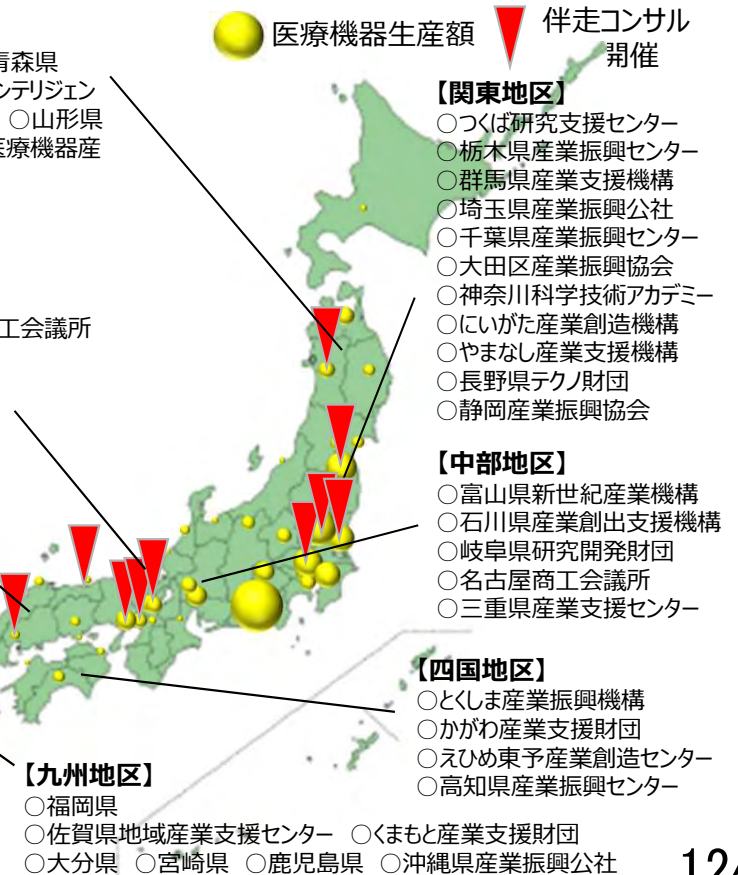 医療機器生産額
伴走コンサル
開催
青森県
ンテリジェン
○山形県
医療機器産
工会議所
【関東地区】
○つくば研究支援センター
○栃木県産業振興センター
○群馬県産業支援機構
○埼玉県産業振興公社
○千葉県産業振興センター
○大田区産業振興協会
○神奈川科学技術アカデミー
○にいがた産業創造機構
○やまなし産業支援機構
○長野県テクノ財団
○静岡産業振興協会
【中部地区】
○富山県新世紀産業機構
○石川県産業創出支援機構
○岐阜県研究開発財団
○名古屋商工会議所
○三重県産業支援センター
【四国地区】
○とくしま産業振興機構
○かがわ産業支援財団
○えひめ東予産業創造センター
○高知県産業振興センター
【九州地区】
○福岡県
○佐賀県地域産業支援センター ○くまもと産業支援財団
○大分県 ○宮崎県 ○鹿児島県 ○沖縄県産業振興公社